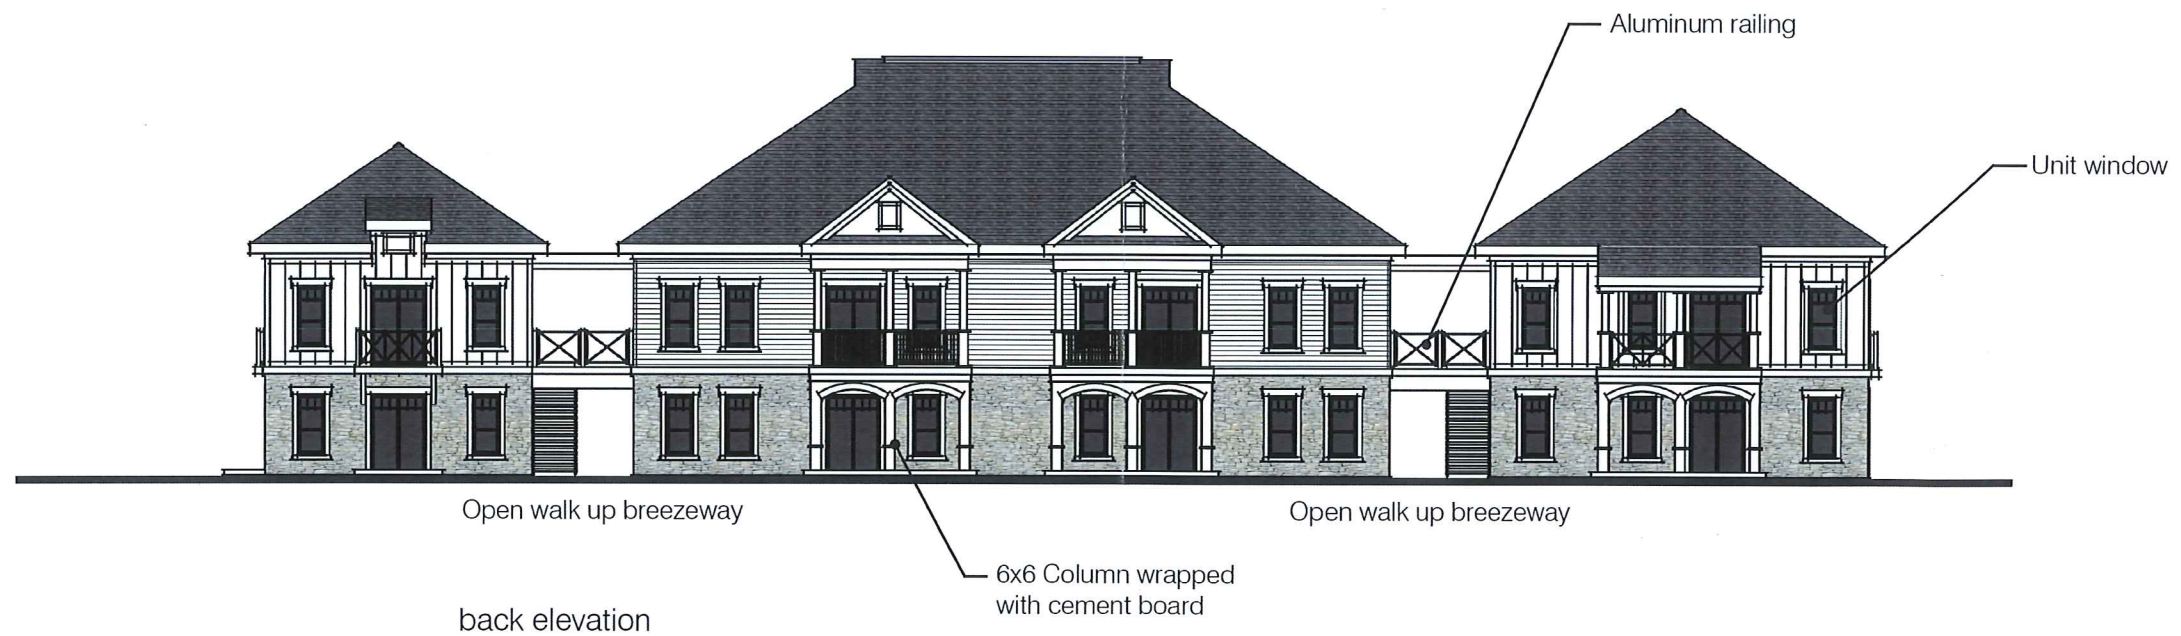 Aluminum railing
Unit window
Open walk up breezeway
Open walk up breezeway
6x6 Column wrapped
with cement board
back elevation